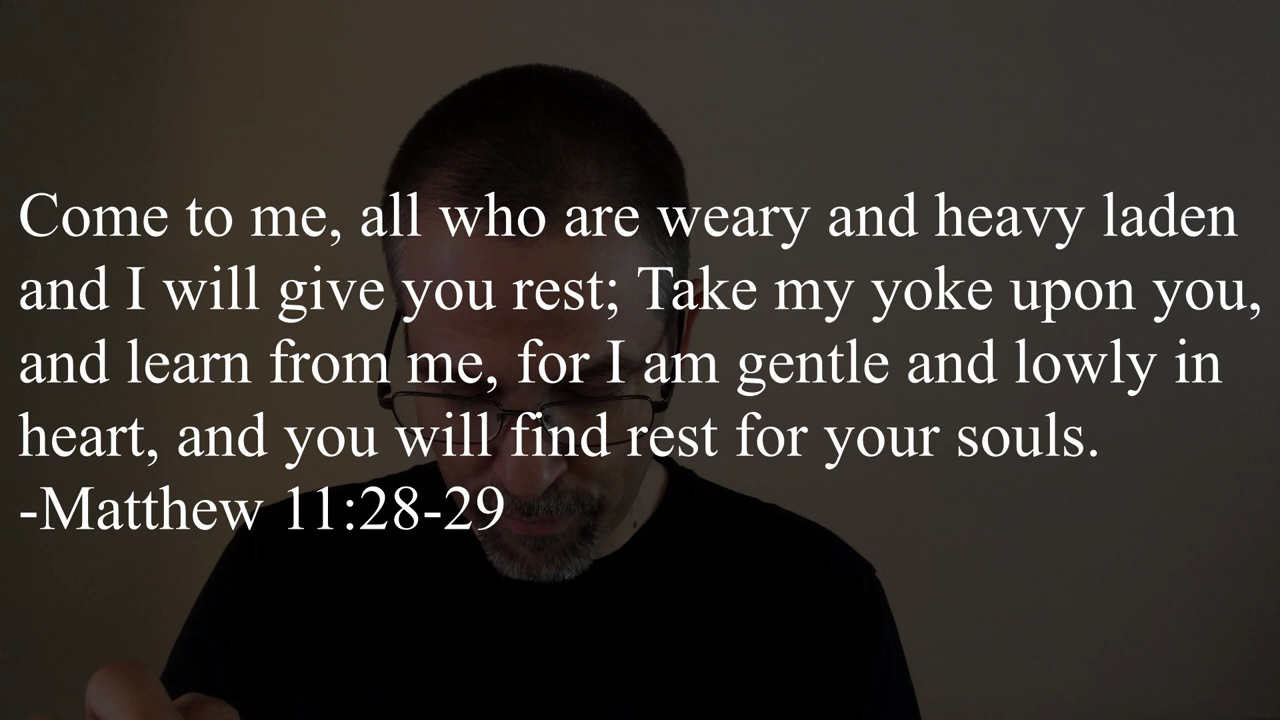 Come to me, all who are weary and heavy laden
and I will give you rest; Take my yoke upon you,
and learn from me, for I am gentle and lowly in
heart, and you will find rest for your souls.
-Matthew 11:28-29